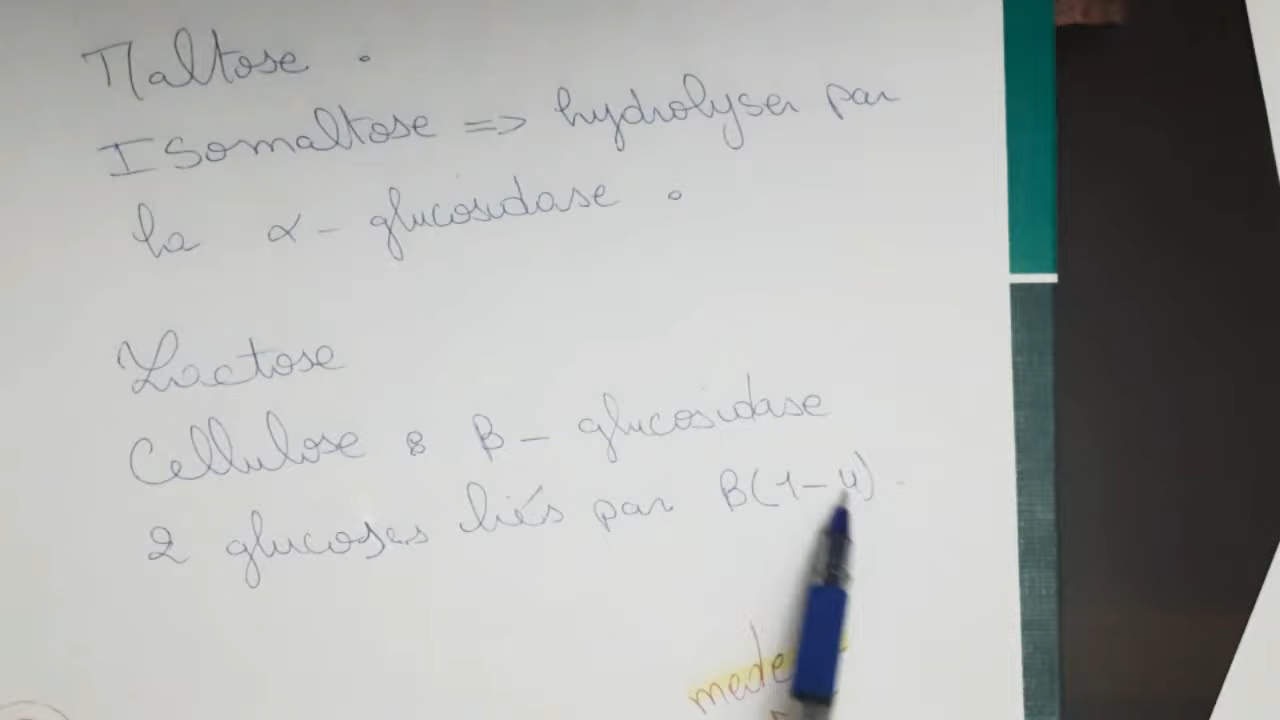 Maltose .
Isomaltose => hydrolyser par
la α - glucosidase .
Lactose
Cellulose : B - glucosidase
2 glucoses liés par B(1-4) .